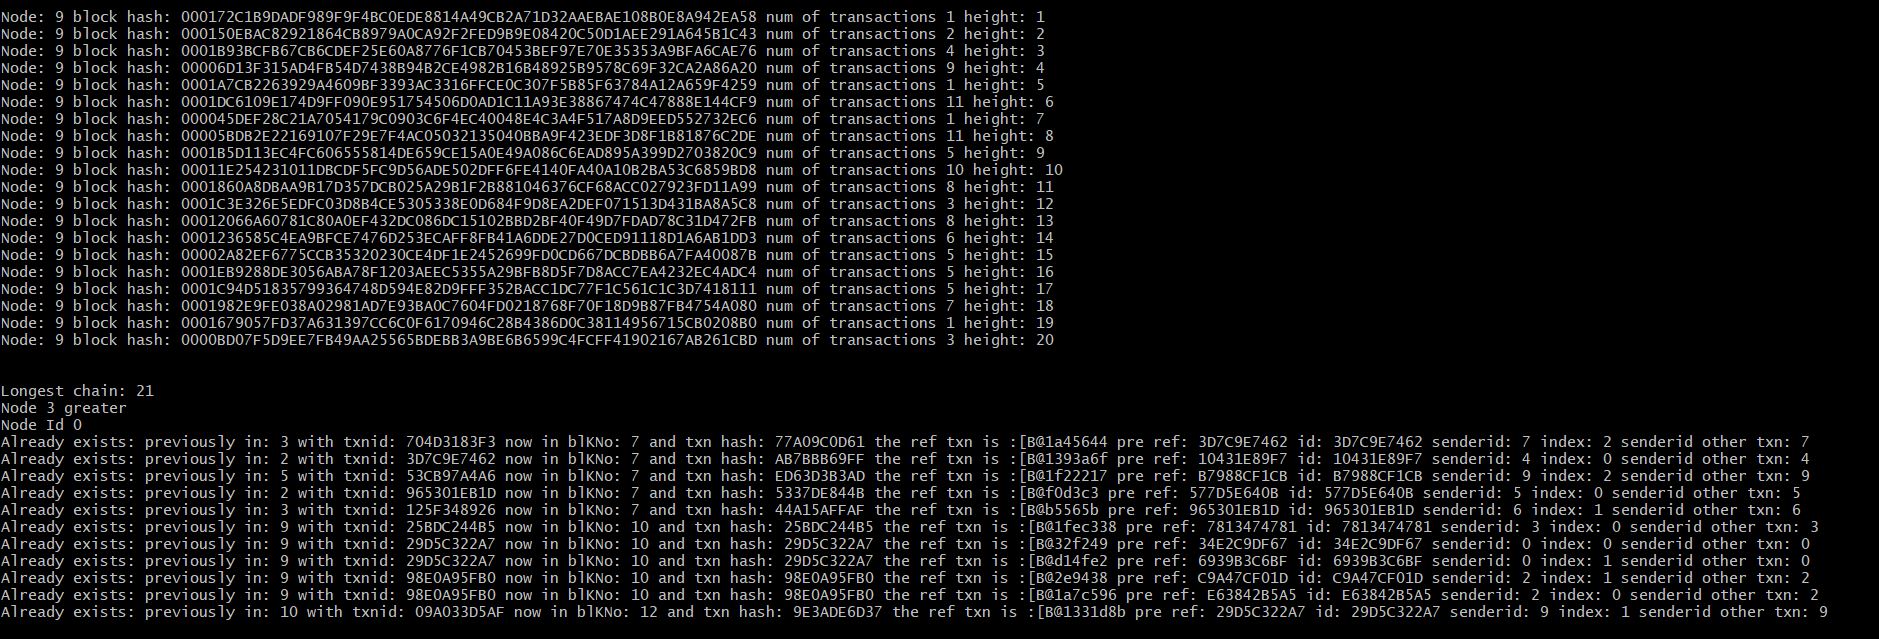 Node: 9 block hash: 000172C1B9DADF989F9F4BC0EDE8814A49CB2A71D32AAEBAE108B0E8A942EA58 num of transactions 1 height: 1
Node: 9 block hash: 000150EBAC82921864CB8979A0CA92F2FED9B9E08420C50D1AEE291A645B1C43 num of transactions 2 height: 2
Node: 9 block hash: 0001B93BCFB67CB6CDEF25E60A8776F1CB70453BEF97E70E35353A9BFA6CAE76 num of transactions 4 height: 3
Node: 9 block hash: 00006D13F315AD4FB54D7438B94B2CE4982B16B48925B9578C69F32CA2A86A20 num of transactions 9 height: 4
Node: 9 block hash: 0001A7CB2263929A4609BF3393AC3316FFCE0C307F5B85F63784A12A659F4259 num of transactions 1 height: 5
Node: 9 block hash: 0001DC6109E174D9FF090E951754506D0AD1C11A93E38867474C47888E144CF9 num of transactions 11 height: 6
Node: 9 block hash: 000045DEF28C21A7054179C0903C6F4EC40048E4C3A4F517A8D9EED552732EC6 num of transactions 1 height: 7
Node: 9 block hash: 00005BDB2E22169107F29E7F4AC05032135040BBA9F423EDF3D8F1B81876C2DE num of transactions 11 height: 8
Node: 9 block hash: 0001B5D113EC4FC606555814DE659CE15A0E49A086C6EAD895A399D2703820C9 num of transactions 5 height: 9
Node: 9 block hash: 00011E254231011DBCDF5FC9D56ADE502DFF6FE4140FA40A10B2BA53C6859BD8 num of transactions 10 height: 10
Node: 9 block hash: 0001860A8DBAA9B17D357DCB025A29B1F2B881046376CF68ACC027923FD11A99 num of transactions 8 height: 11
Node: 9 block hash: 0001C3E326E5EDFC03D8B4CE5305338E0D684F9D8EA2DEF071513D431BA8A5C8 num of transactions 3 height: 12
Node: 9 block hash: 00012066A60781C80A0EF432DC086DC15102BBD2BF40F49D7FDAD78C31D472FB num of transactions 8 height: 13
Node: 9 block hash: 0001236585C4EA9BFCE7476D253ECAFF8FB41A6DDE27D0CED91118D1A6AB1DD3 num of transactions 6 height: 14
Node: 9 block hash: 00002A82EF6775CCB35320230CE4DF1E2452699FD0CD667DCBDBB6A7FA40087B num of transactions 5 height: 15
Node: 9 block hash: 0001EB9288DE3056ABA78F1203AEEC5355A29BFB8D5F7D8ACC7EA4232EC4ADC4 num of transactions 5 height: 16
Node: 9 block hash: 0001C94D51835799364748D594E82D9FFF352BACC1DC77F1C561C1C3D7418111 num of transactions 5 height: 17
Node: 9 block hash: 0001982E9FE038A02981AD7E93BA0C7604FD0218768F70F18D9B87FB4754A080 num of transactions 7 height: 18
Node: 9 block hash: 0001679057FD37A631397CC6C0F6170946C28B4386D0C38114956715CB0208B0 num of transactions 1 height: 19
Node: 9 block hash: 0000BD07F5D9EE7FB49AA25565BDEBB3A9BE6B6599C4FCFF41902167AB261CBD num of transactions 3 height: 20
Longest chain: 21
Node 3 greater
Node Id 0
Already exists: previously in: 3 with txnid: 704D3183F3 now in blKNo: 7 and txn hash: 77A09C0D61 the ref txn is :[B@1a45644 pre ref: 3D7C9E7462 id: 3D7C9E7462 senderid: 7 index: 2 senderid other txn: 7
Already exists: previously in: 2 with txnid: 3D7C9E7462 now in blKNo: 7 and txn hash: AB7BBB69FF the ref txn is :[B@1393a6f pre ref: 10431E89F7 id: 10431E89F7 senderid: 4 index: 0 senderid other txn: 4
Already exists: previously in: 5 with txnid: 53CB97A4A6 now in blKNo: 7 and txn hash: ED63D3B3AD the ref txn is :[B@1f22217 pre ref: B7988CF1CB id: B7988CF1CB senderid: 9 index: 2 senderid other txn: 9
Already exists: previously in: 2 with txnid: 965301EB1D now in blKNo: 7 and txn hash: 5337DE844B the ref txn is :[B@f0d3c3 pre ref: 577D5E640B id: 577D5E640B senderid: 5 index: 0 senderid other txn: 5
Already exists: previously in: 3 with txnid: 125F348926 now in blKNo: 7 and txn hash: 44A15AFFAF the ref txn is :[B@b5565b pre ref: 965301EB1D id: 965301EB1D senderid: 6 index: 1 senderid other txn: 6
Already exists: previously in: 9 with txnid: 25BDC244B5 now in blKNo: 10 and txn hash: 25BDC244B5 the ref txn is :[B@1fec338 pre ref: 7813474781 id: 7813474781 senderid: 3 index: 0 senderid other txn: 3
Already exists: previously in: 9 with txnid: 29D5C322A7 now in blKNo: 10 and txn hash: 29D5C322A7 the ref txn is :[B@32f249 pre ref: 34E2C9DF67 id: 34E2C9DF67 senderid: 0 index: 0 senderid other txn: 0
Already exists: previously in: 9 with txnid: 29D5C322A7 now in blKNo: 10 and txn hash: 29D5C322A7 the ref txn is :[B@d14fe2 pre ref: 6939B3C6BF id: 6939B3C6BF senderid: 0 index: 1 senderid other txn: 0
Already exists: previously in: 9 with txnid: 98E0A95FB0 now in blKNo: 10 and txn hash: 98E0A95FB0 the ref txn is :[B@2e9438 pre ref: C9A47CF01D id: C9A47CF01D senderid: 2 index: 1 senderid other txn: 2
Already exists: previously in: 9 with txnid: 98E0A95FB0 now in blKNo: 10 and txn hash: 98E0A95FB0 the ref txn is :[B@1a7c596 pre ref: E63842B5A5 id: E63842B5A5 senderid: 2 index: 0 senderid other txn: 2
Already exists: previously in: 10 with txnid: 09A033D5AF now in blKNo: 12 and txn hash: 9E3ADE6D37 the ref txn is :[B@1331d8b pre ref: 29D5C322A7 id: 29D5C322A7 senderid: 9 index: 1 senderid other txn: 9